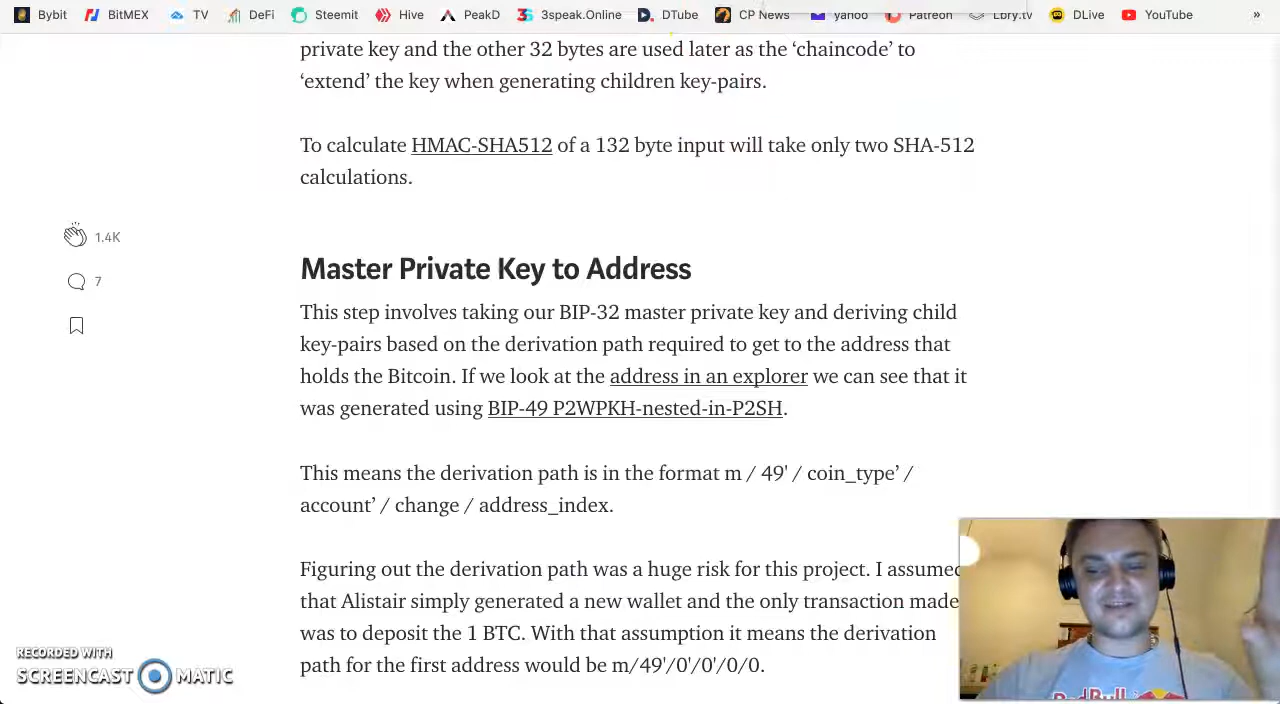 Bybit BitMEX TV DeFi Steemit Hive PeakD 3speak.Online DTube CP News yahoo Patreon Lbry.tv DLive YouTube »
private key and the other 32 bytes are used later as the ‘chaincode’ to
‘extend’ the key when generating children key-pairs.
To calculate HMAC-SHA512 of a 132 byte input will take only two SHA-512
calculations.
1.4K
7
Master Private Key to Address
This step involves taking our BIP-32 master private key and deriving child
key-pairs based on the derivation path required to get to the address that
holds the Bitcoin. If we look at the address in an explorer we can see that it
was generated using BIP-49 P2WPKH-nested-in-P2SH.
This means the derivation path is in the format m / 49' / coin_type’ /
account’ / change / address_index.
Figuring out the derivation path was a huge risk for this project. I assumed
that Alistair simply generated a new wallet and the only transaction made
was to deposit the 1 BTC. With that assumption it means the derivation
path for the first address would be m/49'/0'/0'/0/0.
RECORDED WITH
SCREENCAST MATIC
RedBull